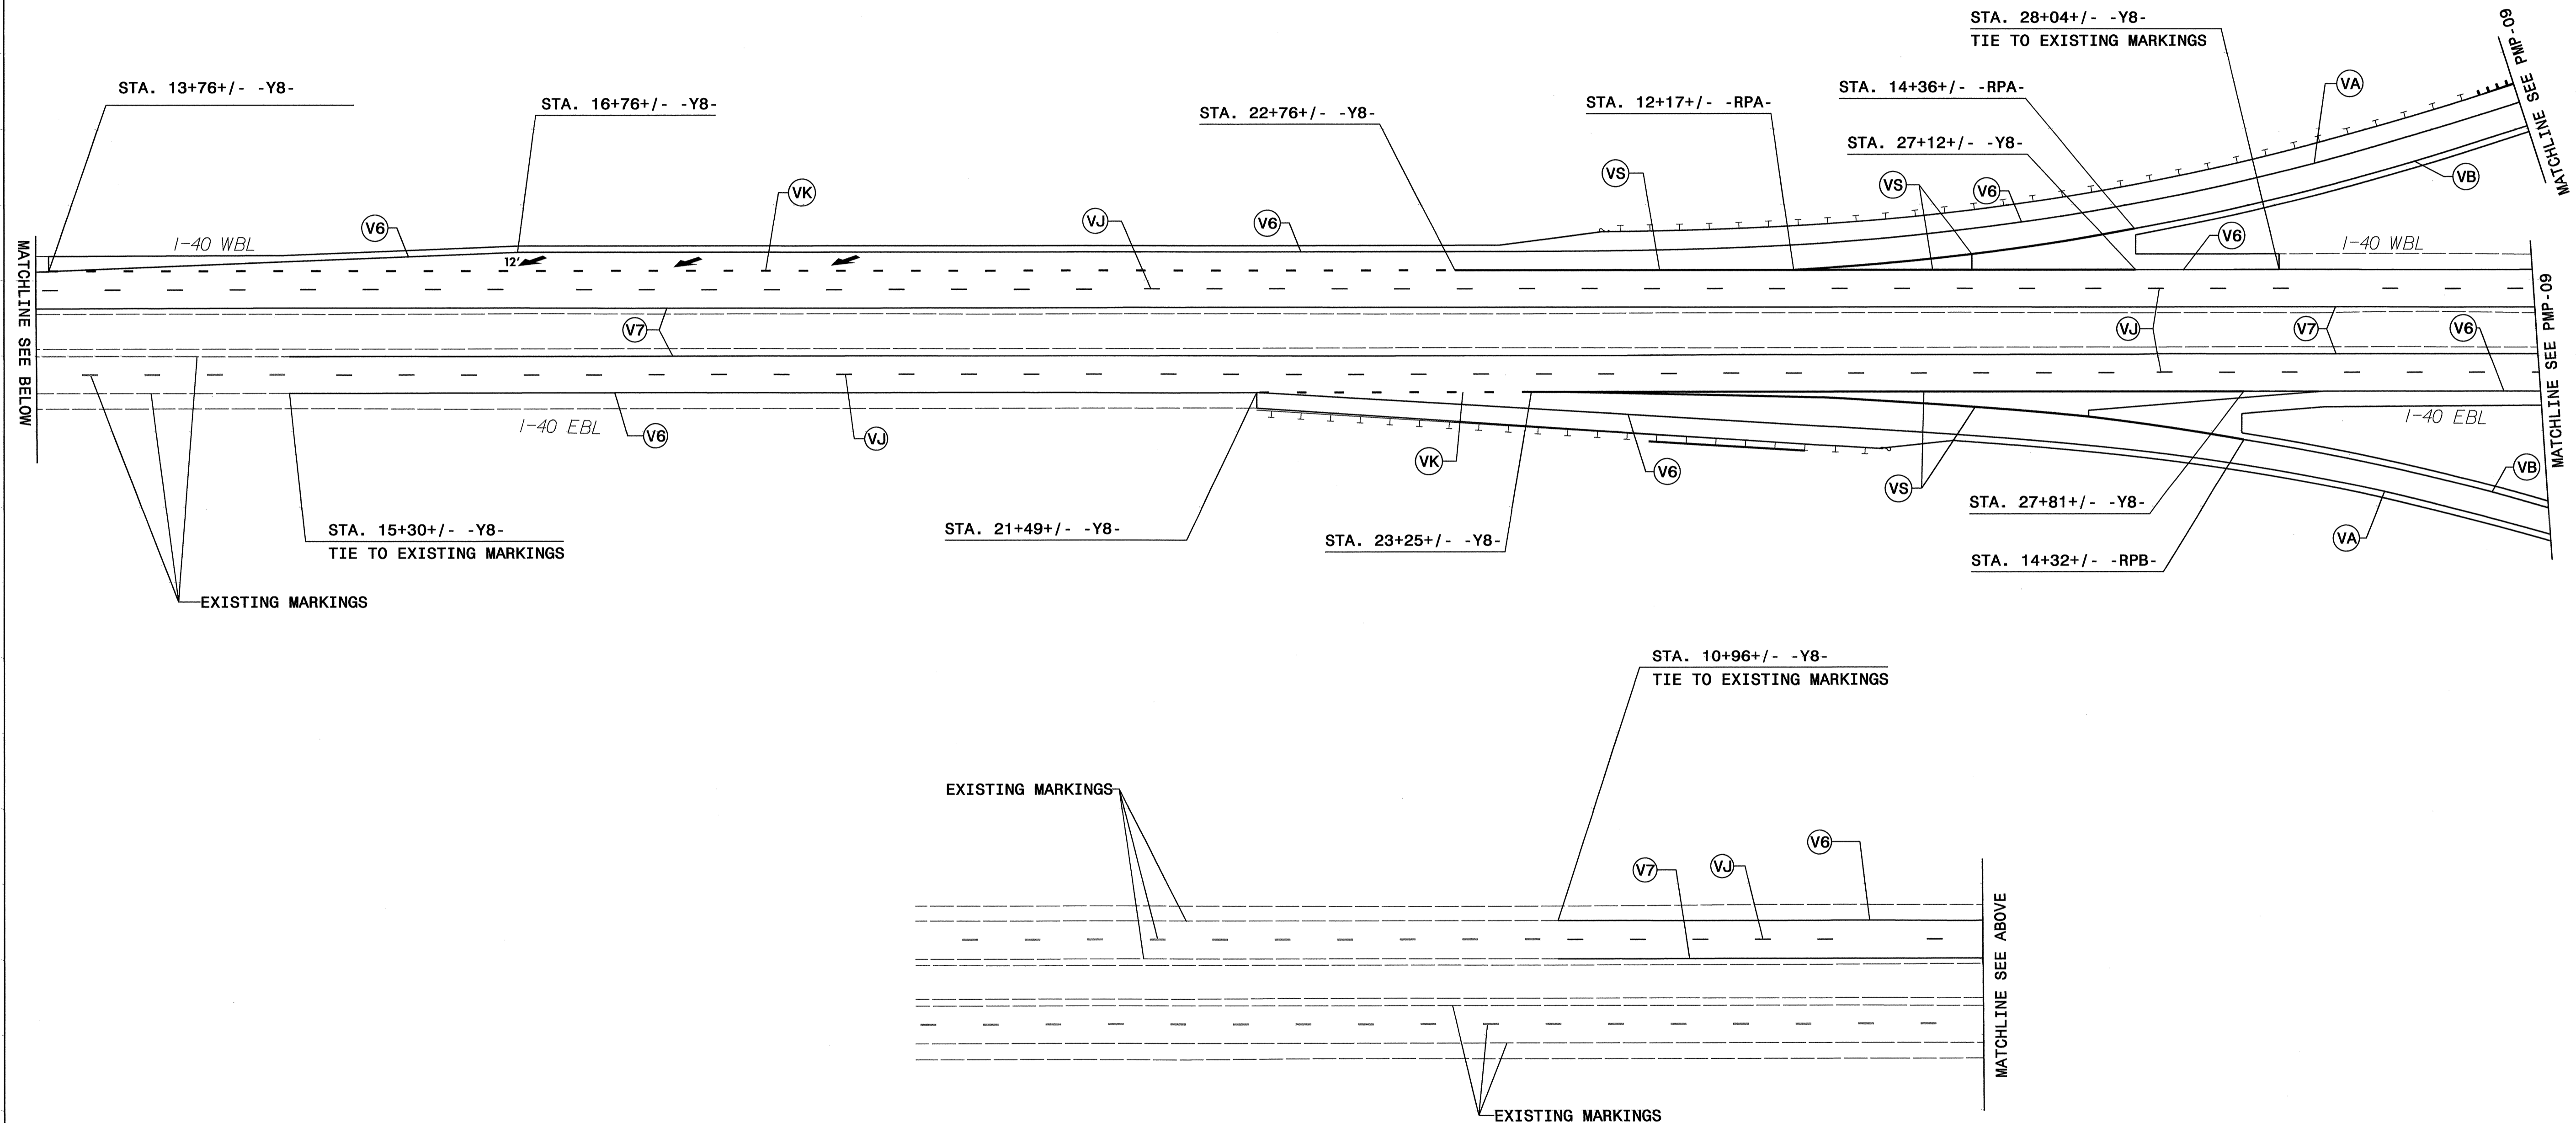 STA. 28+04+/- -Y8-
TIE TO EXISTING MARKINGS
MATCHLINE SEE PMP-09
STA. 13+76+/- -Y8-
STA. 16+76+/- -Y8-
STA. 22+76+/- -Y8-
STA. 12+17+/- -RPA-
STA. 14+36+/- -RPA-
VA
STA. 27+12+/- -Y8-
VS
VS
V6
VB
VK
VJ
V6
V6
V6
I-40 WBL
I-40 WBL
12'
MATCHLINE SEE BELOW
V7
VJ
V7
V6
MATCHLINE SEE PMP-09
I-40 EBL
V6
VJ
I-40 EBL
VK
V6
VS
VB
VA
STA. 15+30+/- -Y8-
TIE TO EXISTING MARKINGS
STA. 21+49+/- -Y8-
STA. 23+25+/- -Y8-
STA. 27+81+/- -Y8-
STA. 14+32+/- -RPB-
EXISTING MARKINGS
STA. 10+96+/- -Y8-
TIE TO EXISTING MARKINGS
EXISTING MARKINGS
V7
VJ
V6
MATCHLINE SEE ABOVE
EXISTING MARKINGS